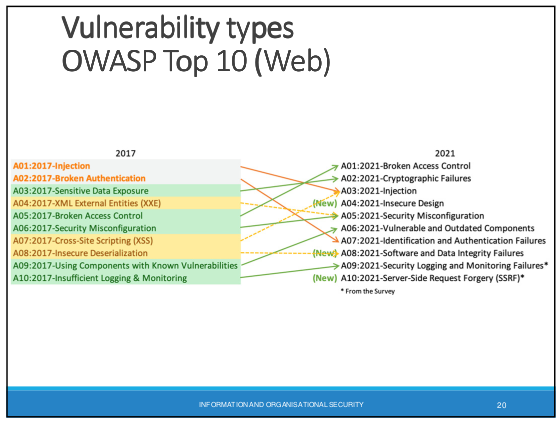 Vulnerability types
OWASP Top 10 (Web)
2017
A01:2017-Injection
A02:2017-Broken Authentication
A03:2017-Sensitive Data Exposure
A04:2017-XML External Entities (XXE)
A05:2017-Broken Access Control
A06:2017-Security Misconfiguration
A07:2017-Cross-Site Scripting (XSS)
A08:2017-Insecure Deserialization
A09:2017-Using Components with Known Vulnerabilities
A10:2017-Insufficient Logging & Monitoring
2021
A01:2021-Broken Access Control
A02:2021-Cryptographic Failures
A03:2021-Injection
(New) A04:2021-Insecure Design
A05:2021-Security Misconfiguration
A06:2021-Vulnerable and Outdated Components
A07:2021-Identification and Authentication Failures
(New) A08:2021-Software and Data Integrity Failures
A09:2021-Security Logging and Monitoring Failures*
(New) A10:2021-Server-Side Request Forgery (SSRF)*
* From the Survey
INFORMATION AND ORGANISATIONAL SECURITY
20